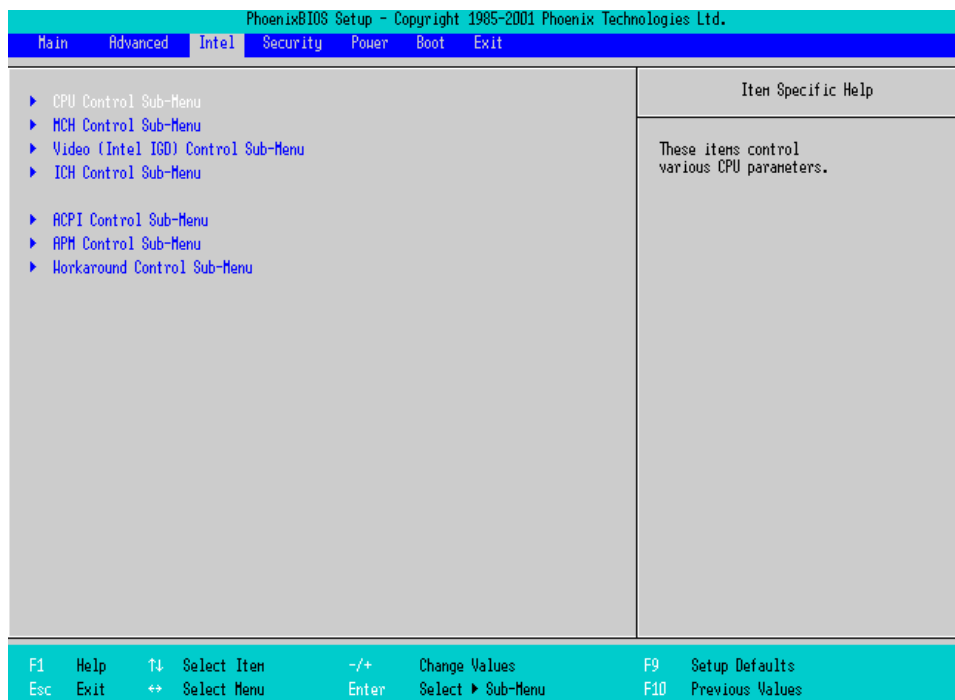 PhoenixBIOS Setup - Copyright 1985-2001 Phoenix Technologies Ltd.
Main Advanced Intel Security Power Boot Exit
CPU Control Sub-Menu
MCH Control Sub-Menu
Video (Intel IGD) Control Sub-Menu
ICH Control Sub-Menu
ACPI Control Sub-Menu
APM Control Sub-Menu
Workaround Control Sub-Menu
Item Specific Help
These items control
various CPU parameters.
F1 Help ↑↓ Select Item -/+ Change Values F9 Setup Defaults
Esc Exit ↔ Select Menu Enter Select ▶ Sub-Menu F10 Previous Values